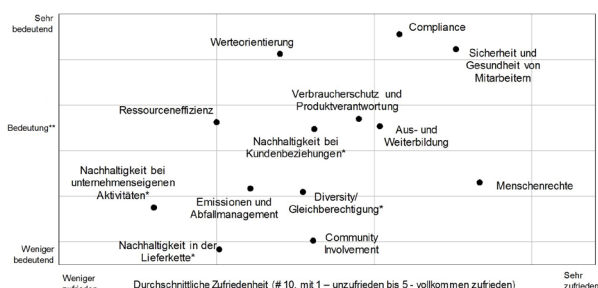 Sehr
bedeutend
Compliance
Werteorientierung
Sicherheit und
Gesundheit von
Mitarbeitern
Verbraucherschutz und
Produktverantwortung
Ressourceneffizienz
Bedeutung**
Aus- und
Weiterbildung
Nachhaltigkeit bei
Kundenbeziehungen*
Nachhaltigkeit bei
unternehmenseigenen
Aktivitäten*
Menschenrechte
Emissionen und
Abfallmanagement
Diversity/
Gleichberechtigung*
Community
Involvement
Nachhaltigkeit in der
Lieferkette*
Weniger
bedeutend
Weniger
zufrieden
Durchschnittliche Zufriedenheit (# 10, mit 1 – unzufrieden bis 5 - vollkommen zufrieden)
Sehr
zufrieden